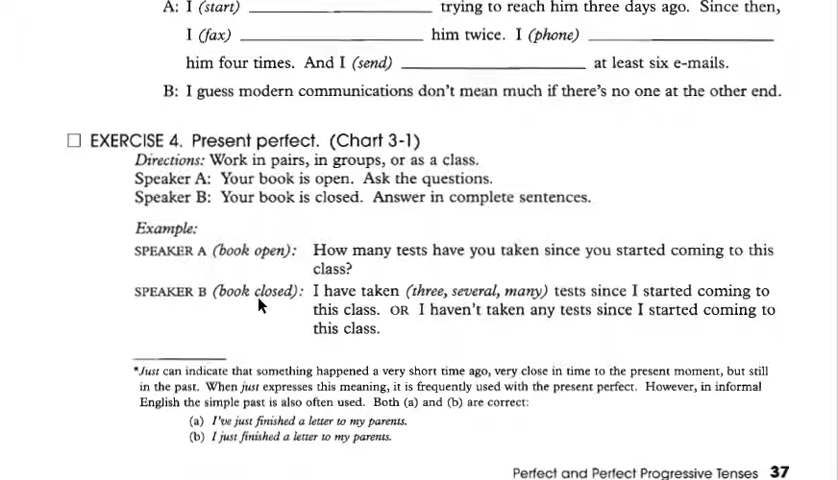 A: I (start) ____________________ trying to reach him three days ago. Since then,
I (fax) ____________________ him twice. I (phone) ____________________
him four times. And I (send) ____________________ at least six e-mails.
B: I guess modern communications don't mean much if there's no one at the other end.
☐ EXERCISE 4. Present perfect. (Chart 3-1)
Directions: Work in pairs, in groups, or as a class.
Speaker A: Your book is open. Ask the questions.
Speaker B: Your book is closed. Answer in complete sentences.
Example:
SPEAKER A (book open): How many tests have you taken since you started coming to this
class?
SPEAKER B (book closed): I have taken (three, several, many) tests since I started coming to
this class. OR I haven't taken any tests since I started coming to
this class.
*Just can indicate that something happened a very short time ago, very close in time to the present moment, but still
in the past. When just expresses this meaning, it is frequently used with the present perfect. However, in informal
English the simple past is also often used. Both (a) and (b) are correct:
(a) I've just finished a letter to my parents.
(b) I just finished a letter to my parents.
Perfect and Perfect Progressive Tenses 37